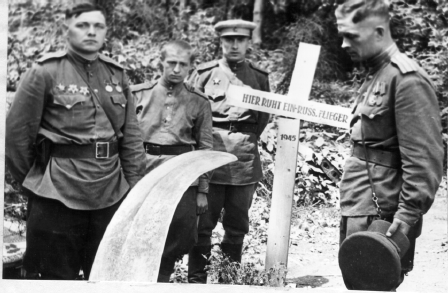 HIER RUHT EIN RUSS. FLIEGER
1945